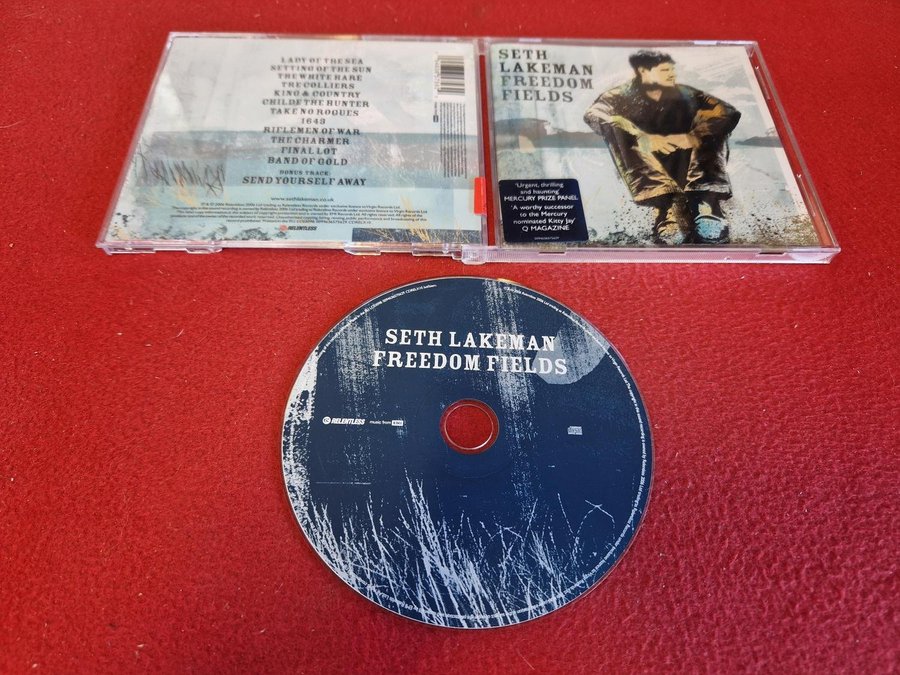 LADY OF THE SEA
SETTING OF THE SUN
THE WHITE HARE
THE COLLIERS
KING & COUNTRY
CHILDE THE HUNTER
TAKE NO ROGUES
1643
RIFLEMEN OF WAR
THE CHARMER
FINAL LOT
BAND OF GOLD
BONUS TRACK:
SEND YOURSELF AWAY
www.sethlakeman.co.uk
RELENTLESS
SETH
LAKEMAN
FREEDOM
FIELDS
'Urgent, thrilling
and haunting'
MERCURY PRIZE PANEL
'A worthy successor
to the Mercury
nominated Kitty Jay'
Q MAGAZINE
SETH LAKEMAN
FREEDOM FIELDS
RELENTLESS
music from EMI